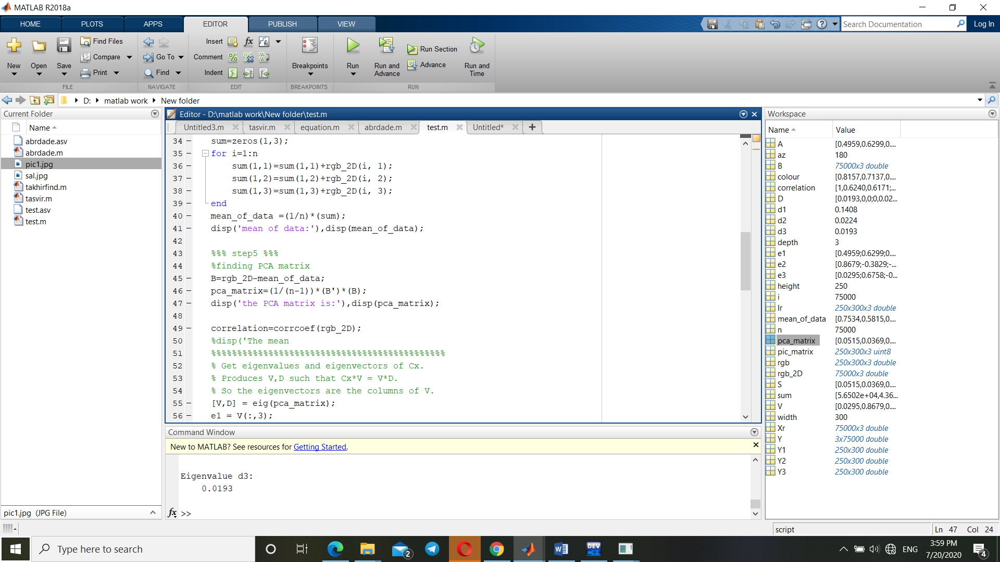 MATLAB R2018a
HOME
PLOTS
APPS
EDITOR
PUBLISH
VIEW
Search Documentation
Log In
New
Open
Save
Find Files
Compare
Print
Go To
Find
Insert
Comment
Indent
fx
Breakpoints
Run
Run and Advance
Run Section
Advance
Run and Time
FILE
NAVIGATE
EDIT
BREAKPOINTS
RUN
D:
matlab work
New folder
Current Folder
Name
abrdade.asv
abrdade.m
pic1.jpg
sal.jpg
takhirfind.m
tasvir.m
test.asv
test.m
pic1.jpg (JPG File)
Editor - D:\matlab work\New folder\test.m
Untitled3.m
tasvir.m
equation.m
abrdade.m
test.m
Untitled*
34 sum=zeros(1,3);
35 for i=1:n
36 sum(1,1)=sum(1,1)+rgb_2D(i, 1);
37 sum(1,2)=sum(1,2)+rgb_2D(i, 2);
38 sum(1,3)=sum(1,3)+rgb_2D(i, 3);
39 end
40 mean_of_data =(1/n)*(sum);
41 disp('mean of data:'),disp(mean_of_data);
42
43 %%% step5 %%%
44 %finding PCA matrix
45 B=rgb_2D-mean_of_data;
46 pca_matrix=(1/(n-1))*(B')*(B);
47 disp('the PCA matrix is:'),disp(pca_matrix);
48
49 correlation=corrcoef(rgb_2D);
50 %disp('The mean
51 %%%%%%%%%%%%%%%%%%%%%%%%%%%%%%%%%%%%%%%%%%%%%
52 % Get eigenvalues and eigenvectors of Cx.
53 % Produces V,D such that Cx*V = V*D.
54 % So the eigenvectors are the columns of V.
55 [V,D] = eig(pca_matrix);
56 e1 = V(:,3);
Command Window
New to MATLAB? See resources for Getting Started.
Eigenvalue d3:
0.0193
fx >>
Workspace
Name Value
A [0.4959,0.6299,0....
az 180
B 75000x3 double
colour [0.8157,0.7137,0....
correlation [1,0.6240,0.6171;...
D [0.0193,0,0;0,0.02...
d1 0.1408
d2 0.0224
d3 0.0193
depth 3
e1 [0.4959;0.6299;0....
e2 [0.8679;-0.3829;-...
e3 [0.0295;0.6758;-0...
height 250
i 75000
Ir 250x300x3 double
mean_of_data [0.7534,0.5815,0....
n 75000
pca_matrix [0.0515,0.0369,0....
pic_matrix 250x300x3 uint8
rgb 250x300x3 double
rgb_2D 75000x3 double
S [0.0515,0.0369,0....
sum [5.6502e+04,4.36...
V [0.0295,0.8679,0....
width 300
Xr 75000x3 double
Y 3x75000 double
Y1 250x300 double
Y2 250x300 double
Y3 250x300 double
script
Ln 47 Col 24
Type here to search
2
DEV C++
ENG
3:59 PM
7/20/2020
4